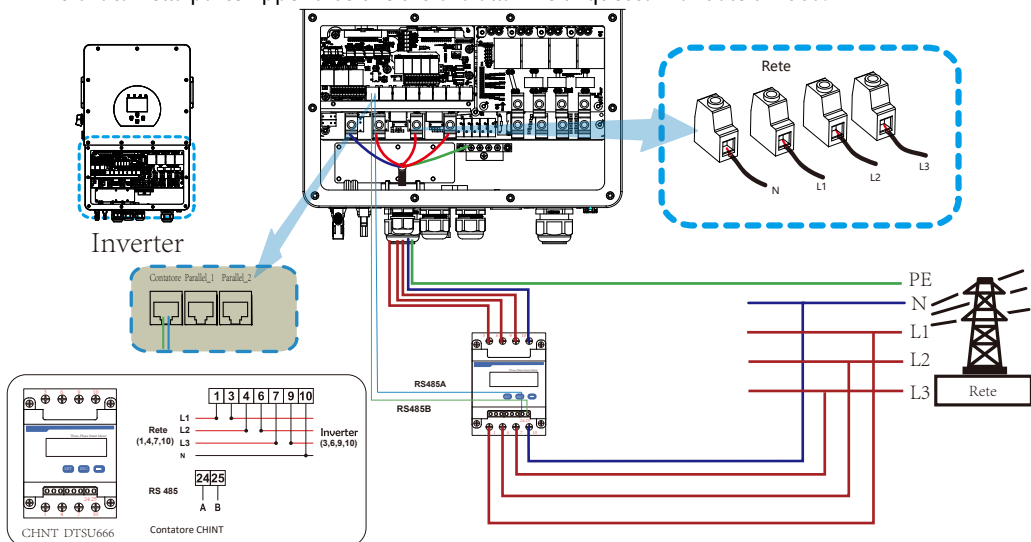 Rete
N
L1
L2
L3
Inverter
Contatore Parallel_1 Parallel_2
PE
N
L1
L2
L3
Rete
RS485A
RS485B
1 3 4 6 7 9 10
L1
L2
L3
N
Rete
(1,4,7,10)
Inverter
(3,6,9,10)
24 25
RS 485
A B
24 25
CHNT DTSU666
Contatore CHINT